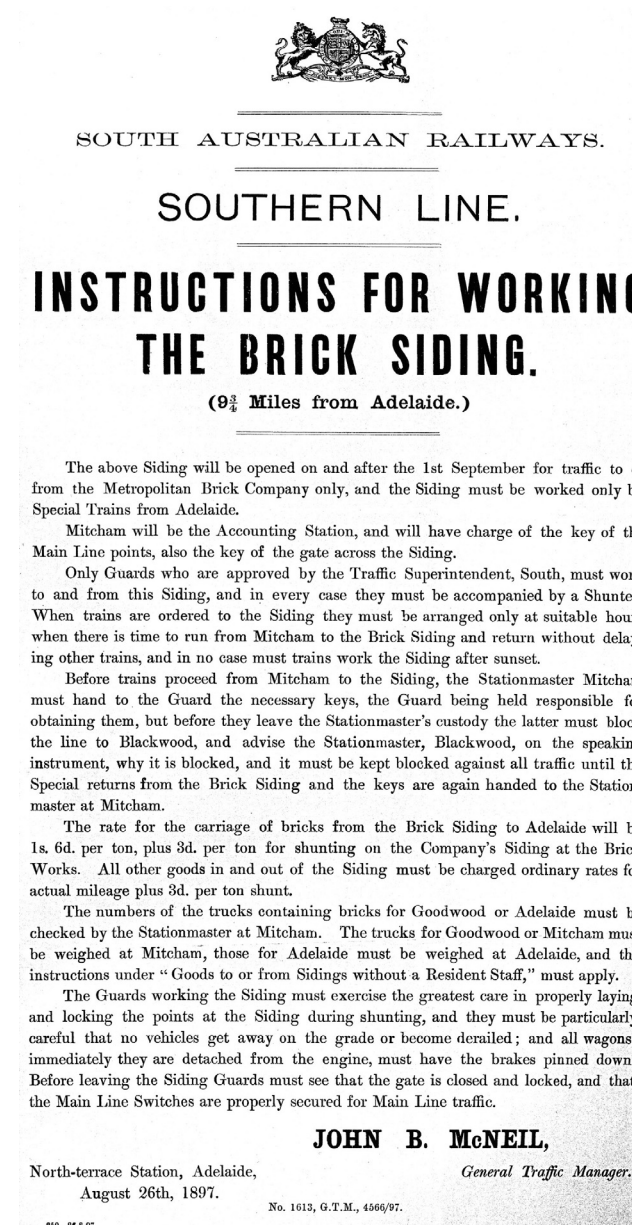 SOUTH AUSTRALIAN RAILWAYS.
SOUTHERN LINE.
INSTRUCTIONS FOR WORKING
THE BRICK SIDING.
(9¾ Miles from Adelaide.)
The above Siding will be opened on and after the 1st September for traffic to
from the Metropolitan Brick Company only, and the Siding must be worked only b
Special Trains from Adelaide.
Mitcham will be the Accounting Station, and will have charge of the key of th
Main Line points, also the key of the gate across the Siding.
Only Guards who are approved by the Traffic Superintendent, South, must wor
to and from this Siding, and in every case they must be accompanied by a Shunte
When trains are ordered to the Siding they must be arranged only at suitable hou
when there is time to run from Mitcham to the Brick Siding and return without delay
ing other trains, and in no case must trains work the Siding after sunset.
Before trains proceed from Mitcham to the Siding, the Stationmaster Mitcha
must hand to the Guard the necessary keys, the Guard being held responsible fo
obtaining them, but before they leave the Stationmaster's custody the latter must bloc
the line to Blackwood, and advise the Stationmaster, Blackwood, on the speakin
instrument, why it is blocked, and it must be kept blocked against all traffic until th
Special returns from the Brick Siding and the keys are again handed to the Station
master at Mitcham.
The rate for the carriage of bricks from the Brick Siding to Adelaide will b
1s. 6d. per ton, plus 3d. per ton for shunting on the Company's Siding at the Bric
Works. All other goods in and out of the Siding must be charged ordinary rates fo
actual mileage plus 3d. per ton shunt.
The numbers of the trucks containing bricks for Goodwood or Adelaide must b
checked by the Stationmaster at Mitcham. The trucks for Goodwood or Mitcham mus
be weighed at Mitcham, those for Adelaide must be weighed at Adelaide, and th
instructions under "Goods to or from Sidings without a Resident Staff," must apply.
The Guards working the Siding must exercise the greatest care in properly laying
and locking the points at the Siding during shunting, and they must be particularly
careful that no vehicles get away on the grade or become derailed; and all wagons
immediately they are detached from the engine, must have the brakes pinned down
Before leaving the Siding Guards must see that the gate is closed and locked, and that
the Main Line Switches are properly secured for Main Line traffic.
JOHN B. McNEIL,
General Traffic Manager.
North-terrace Station, Adelaide,
August 26th, 1897.
No. 1613, G.T.M., 4566/97.